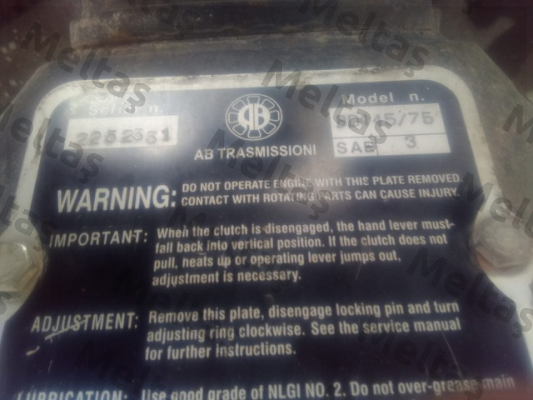 Serial n.
2252361
AB
AB TRASMISSIONI
Model n.
SAE 3
WARNING: DO NOT OPERATE ENGINE WITH THIS PLATE REMOVED
CONTACT WITH ROTATING PARTS CAN CAUSE INJURY.
IMPORTANT: When the clutch is disengaged, the hand lever must-
fall back into vertical position. If the clutch does not
pull, heats up or operating lever jumps out,
adjustment is necessary.
ADJUSTMENT: Remove this plate, disengage locking pin and turn
adjusting ring clockwise. See the service manual
for further instructions.
LUBRICATION: Use good grade of NLGI NO. 2. Do not over-grease main
Meltaş